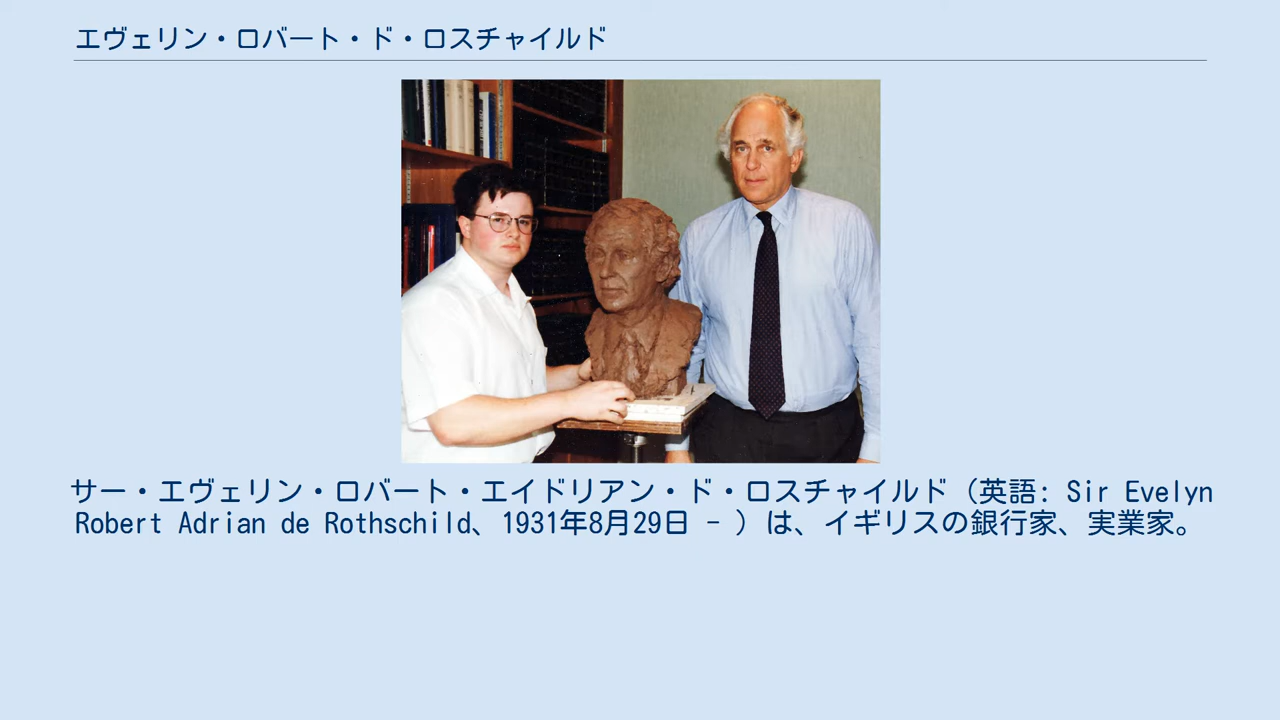 エヴェリン・ロバート・ド・ロスチャイルド
サー・エヴェリン・ロバート・エイドリアン・ド・ロスチャイルド（英語: Sir Evelyn
Robert Adrian de Rothschild、1931年8月29日 - ）は、イギリスの銀行家、実業家。